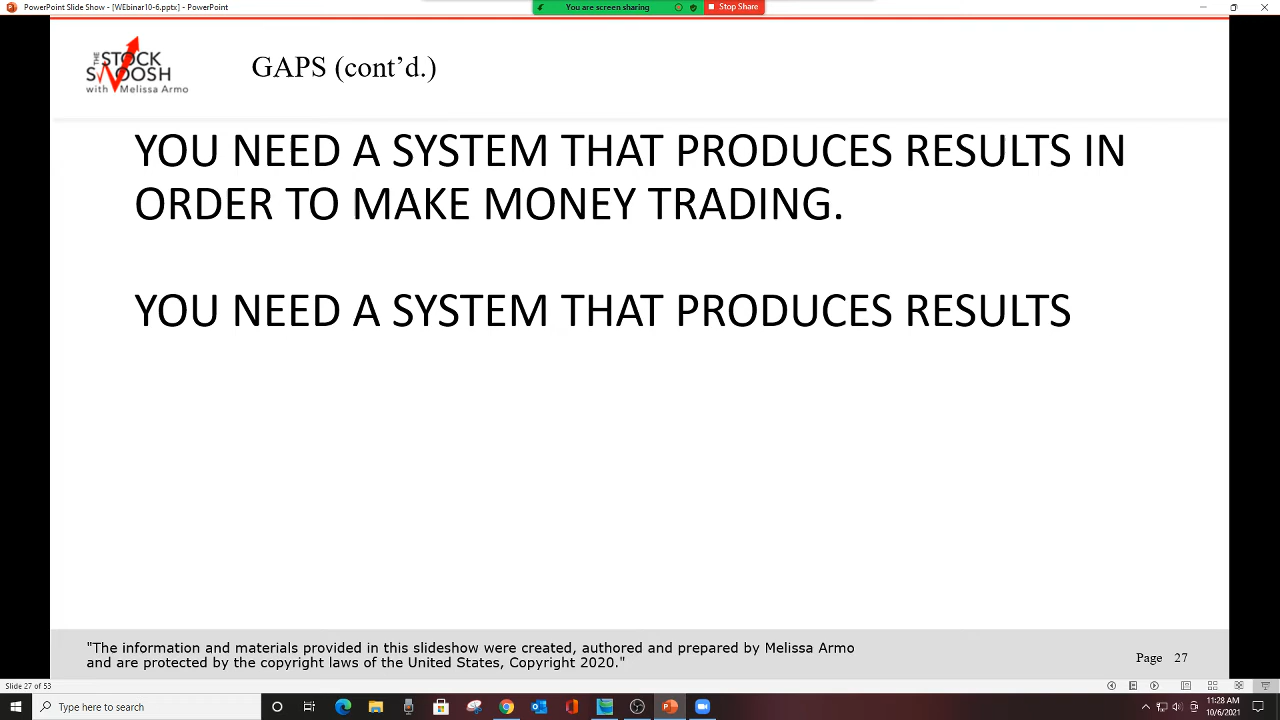 PowerPoint Slide Show - [WEbinar10-6.pptx] - PowerPoint
You are screen sharing
Stop Share
THE
STOCK
SWOOSH
with Melissa Armo
GAPS (cont’d.)
YOU NEED A SYSTEM THAT PRODUCES RESULTS IN
ORDER TO MAKE MONEY TRADING.
YOU NEED A SYSTEM THAT PRODUCES RESULTS
"The information and materials provided in this slideshow were created, authored and prepared by Melissa Armo
and are protected by the copyright laws of the United States, Copyright 2020."
Page 27
Slide 27 of 53
Type here to search
11:28 AM
10/6/2021